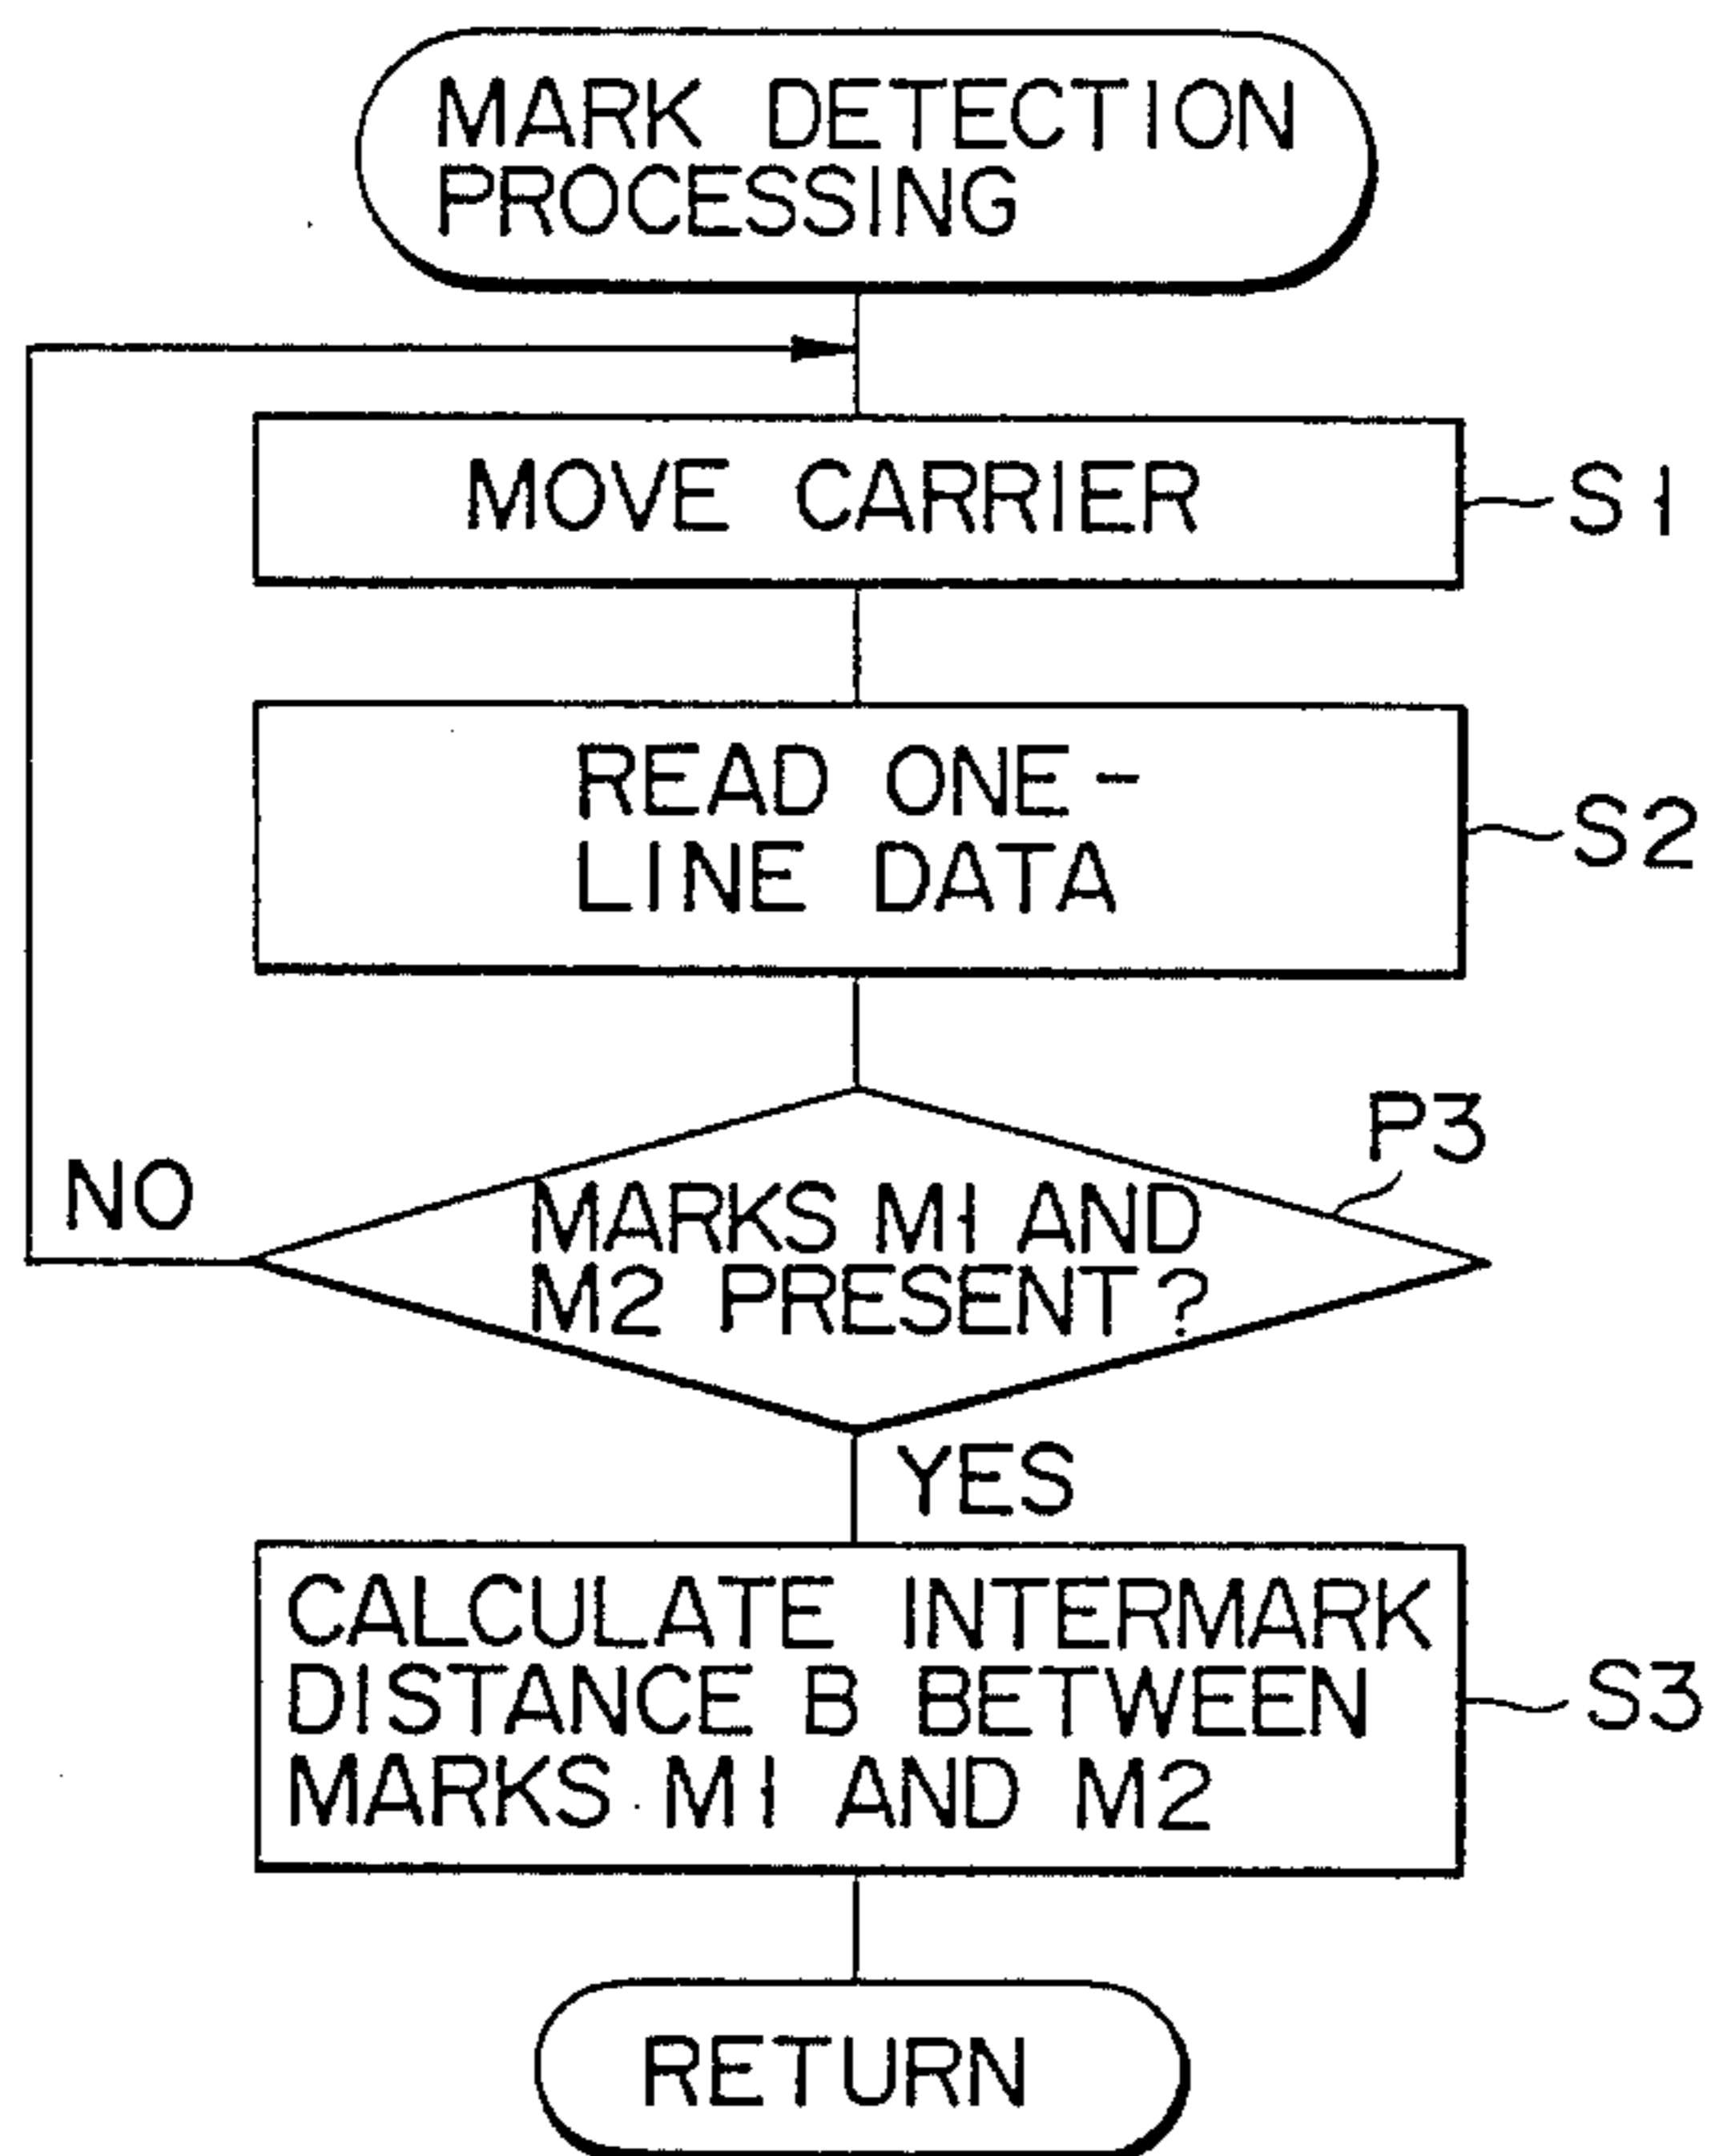 MARK DETECTION
PROCESSING
MOVE CARRIER
S1
READ ONE-
LINE DATA
S2
P3
NO
MARKS M1 AND
M2 PRESENT?
YES
CALCULATE INTERMARK
DISTANCE B BETWEEN
MARKS M1 AND M2
S3
RETURN